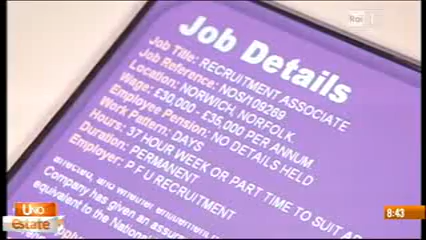 Rai 1
Job Details
Job Title: RECRUITMENT ASSOCIATE
Job Reference: NOS/109269
Location: NORWICH, NORFOLK
Wage: £30,000 - £35,000 PER ANNUM
Employee Pension: NO DETAILS HELD
Work Pattern: DAYS
Hours: 37 HOUR WEEK OR PART TIME TO SUIT
Duration: PERMANENT
Employer: P F U RECRUITMENT
Company has given an
equivalent to the
UNO
estate
8:43